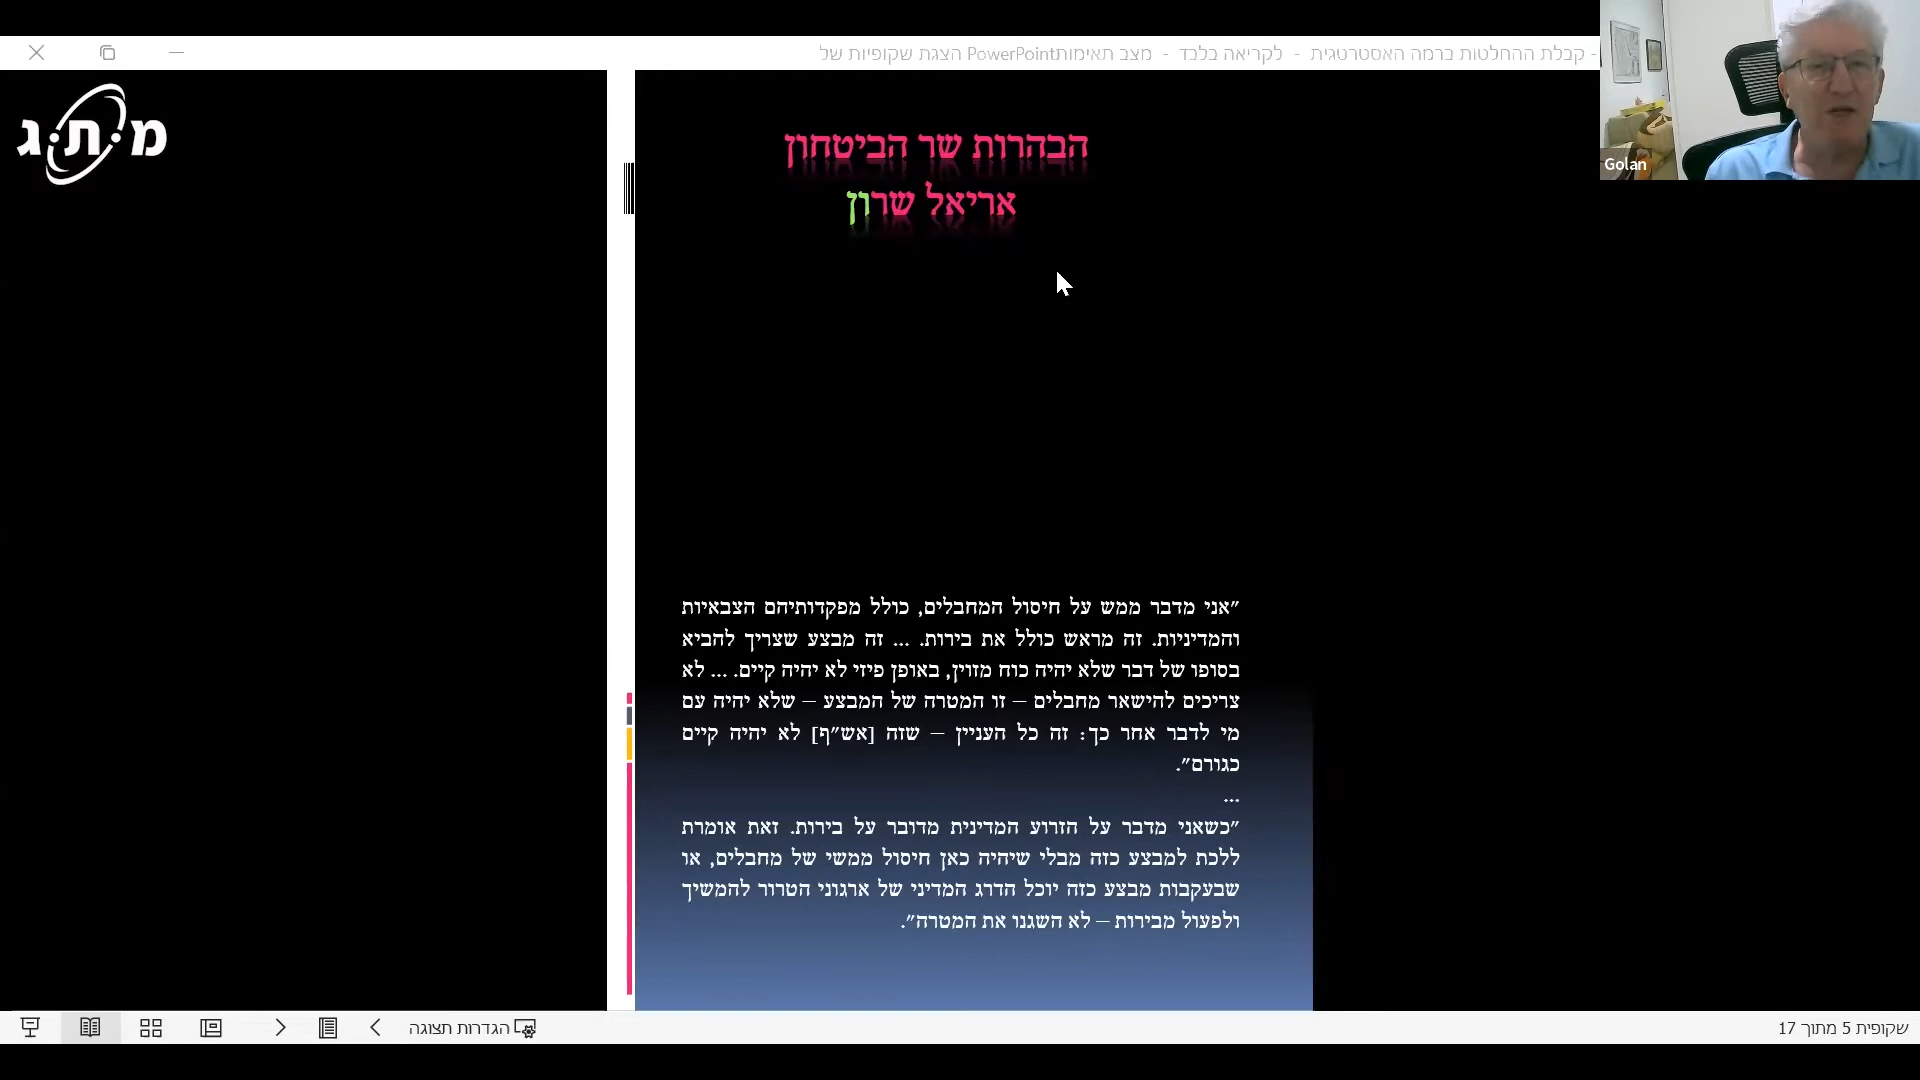 קבלת ההחלטות ברמה האסטרטגית - לקריאה בלבד - מצב תאימותPowerPoint הצגת שקופיות של -
Golan
מ.ת.ג
הבהרות שר הביטחון
אריאל שרון
"אני מדבר ממש על חיסול המחבלים, כולל מפקדותיהם הצבאיות
והמדיניות. זה מראש כולל את בירות. ... זה מבצע שצריך להביא
בסופו של דבר שלא יהיה כוח מזוין, באופן פיזי לא יהיה קיים. ... לא
צריכים להישאר מחבלים – זו המטרה של המבצע – שלא יהיה עם
מי לדבר אחר כך: זה כל העניין – שזה [אש"ף] לא יהיה קיים
כגורם".
...
"כשאני מדבר על הזרוע המדינית מדובר על בירות. זאת אומרת
ללכת למבצע כזה מבלי שיהיה כאן חיסול ממשי של מחבלים, או
שבעקבות מבצע כזה יוכל הדרג המדיני של ארגוני הטרור להמשיך
ולפעול מבירות – לא השגנו את המטרה".
שקופית 5 מתוך 17
הגדרות תצוגה